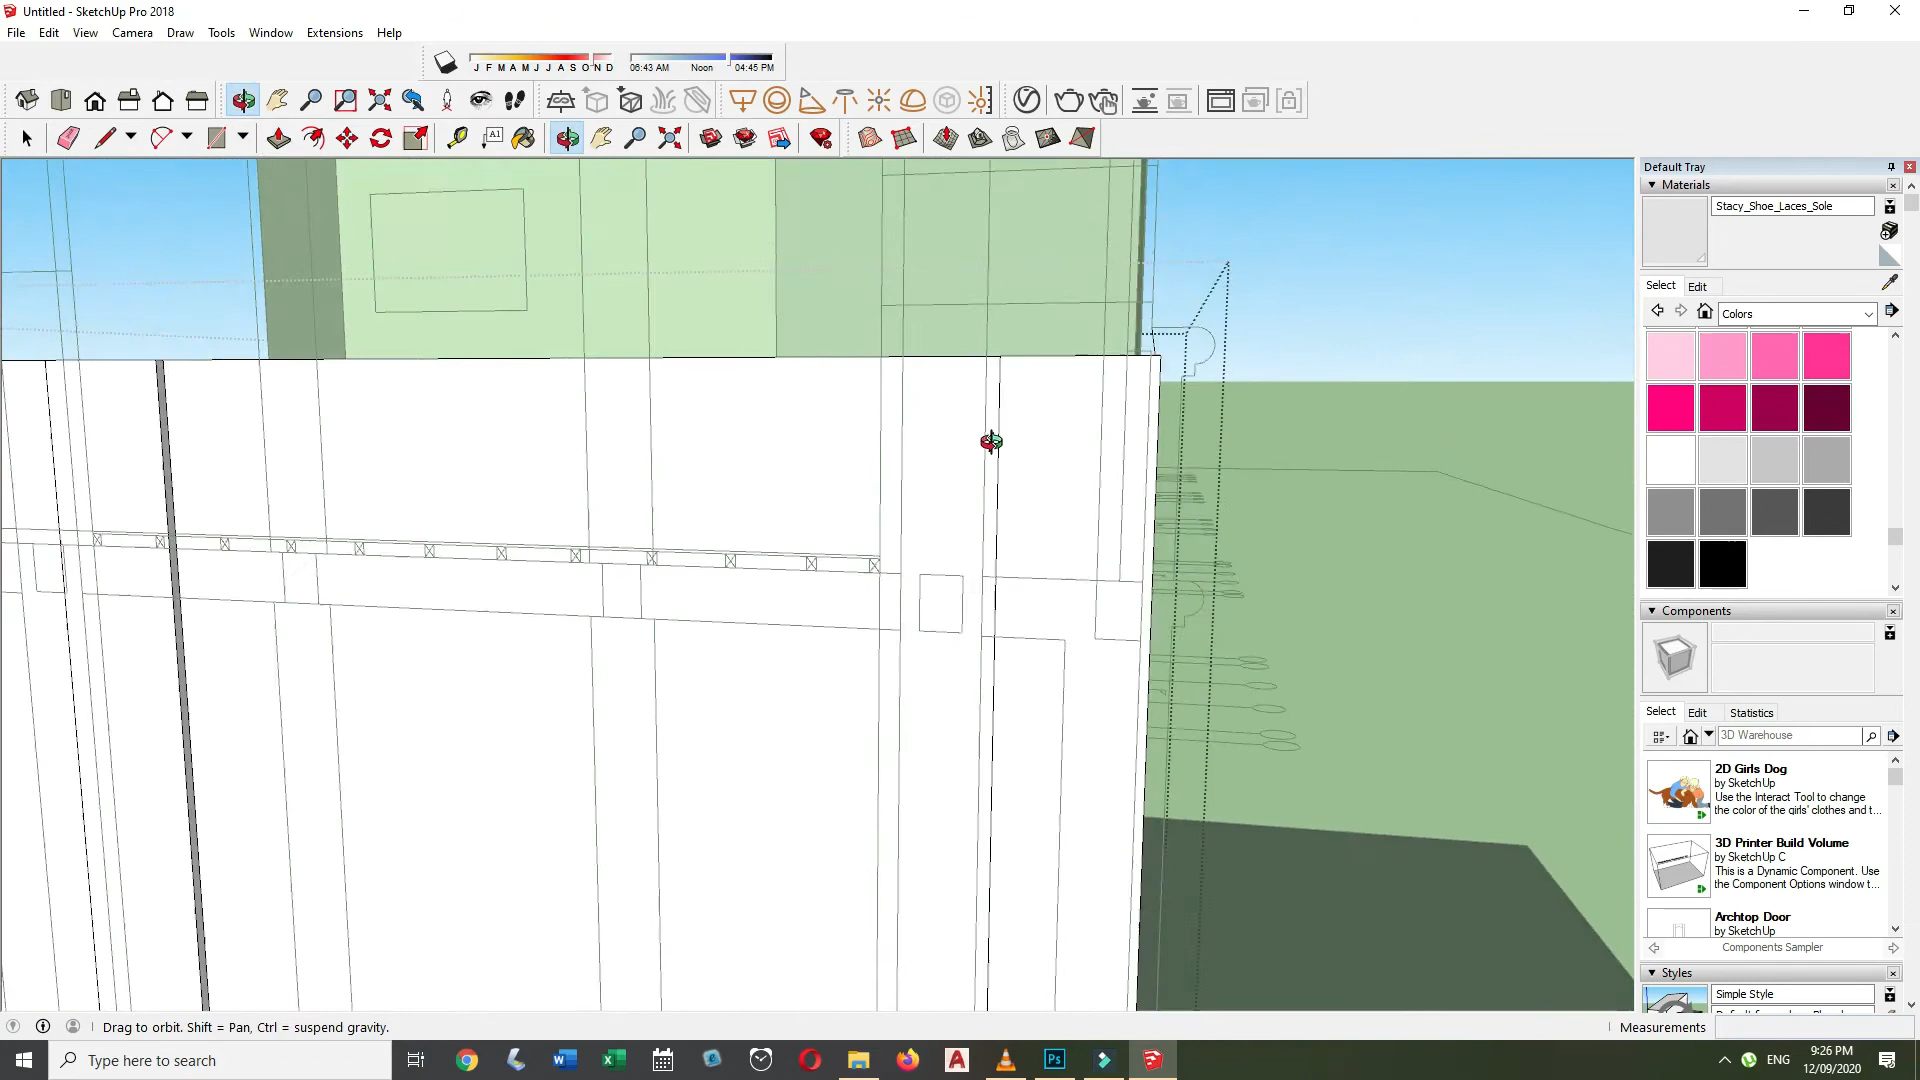 Untitled - SketchUp Pro 2018
File Edit View Camera Draw Tools Window Extensions Help
J F M A M J J A S O N D 06:43 AM Noon 04:45 PM
A1
Default Tray
Materials
Stacy_Shoe_Laces_Sole
Select Edit
Colors
Components
Select Edit Statistics
3D Warehouse
2D Girls Dog
by SketchUp
Use the Interact Tool to change
the color of the girls' clothes and t...
3D Printer Build Volume
by SketchUp C
This is a Dynamic Component. Use
the Component Options window t...
Archtop Door
by SketchUp
Components Sampler
Styles
Simple Style
Drag to orbit. Shift = Pan, Ctrl = suspend gravity.
Measurements
Type here to search
ENG
9:26 PM
12/09/2020